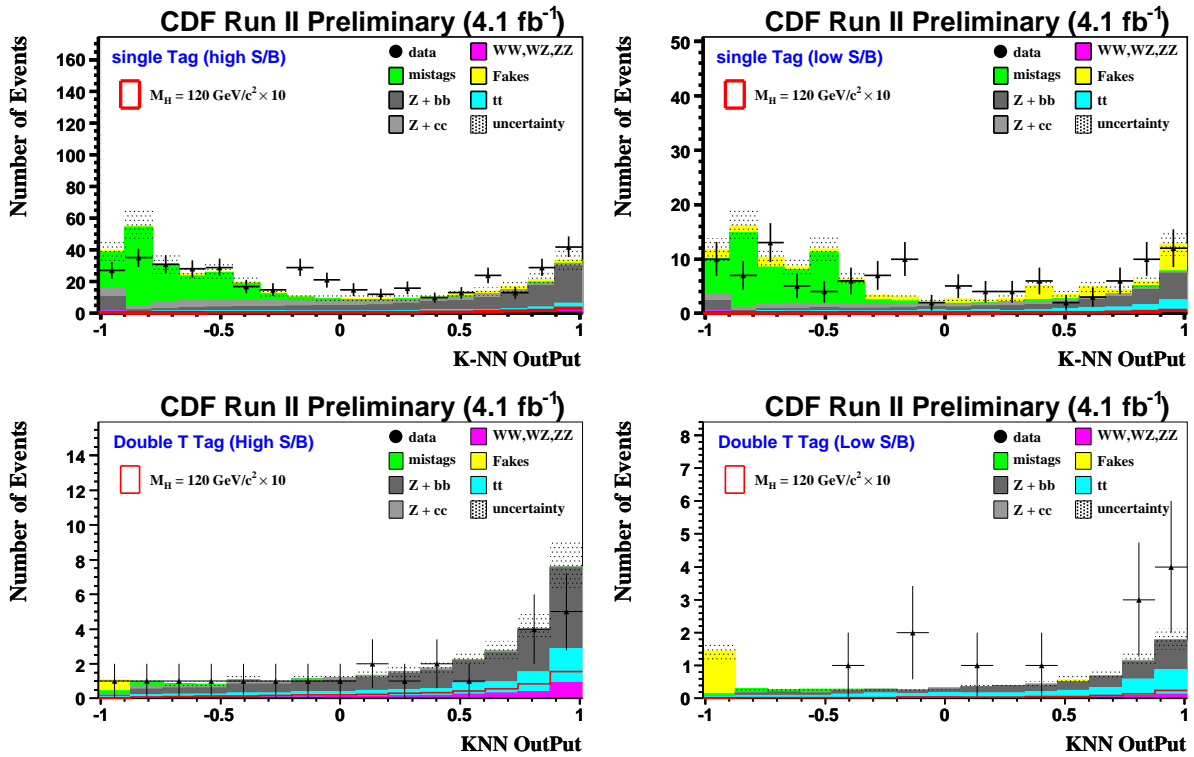 CDF Run II Preliminary (4.1 fb⁻¹)
Number of Events
single Tag (high S/B)
M_H = 120 GeV/c² × 10
data
mistags
Z + bb
Z + cc
WW,WZ,ZZ
Fakes
tt
uncertainty
160
140
120
100
80
60
40
20
0
-1 -0.5 0 0.5 1
K-NN OutPut
CDF Run II Preliminary (4.1 fb⁻¹)
Number of Events
single Tag (low S/B)
M_H = 120 GeV/c² × 10
data
mistags
Z + bb
Z + cc
WW,WZ,ZZ
Fakes
tt
uncertainty
50
40
30
20
10
0
-1 -0.5 0 0.5 1
K-NN OutPut
CDF Run II Preliminary (4.1 fb⁻¹)
Number of Events
Double T Tag (High S/B)
M_H = 120 GeV/c² × 10
data
mistags
Z + bb
Z + cc
WW,WZ,ZZ
Fakes
tt
uncertainty
14
12
10
8
6
4
2
0
-1 -0.5 0 0.5 1
KNN OutPut
CDF Run II Preliminary (4.1 fb⁻¹)
Number of Events
Double T Tag (Low S/B)
M_H = 120 GeV/c² × 10
data
mistags
Z + bb
Z + cc
WW,WZ,ZZ
Fakes
tt
uncertainty
8
7
6
5
4
3
2
1
0
-1 -0.5 0 0.5 1
KNN OutPut